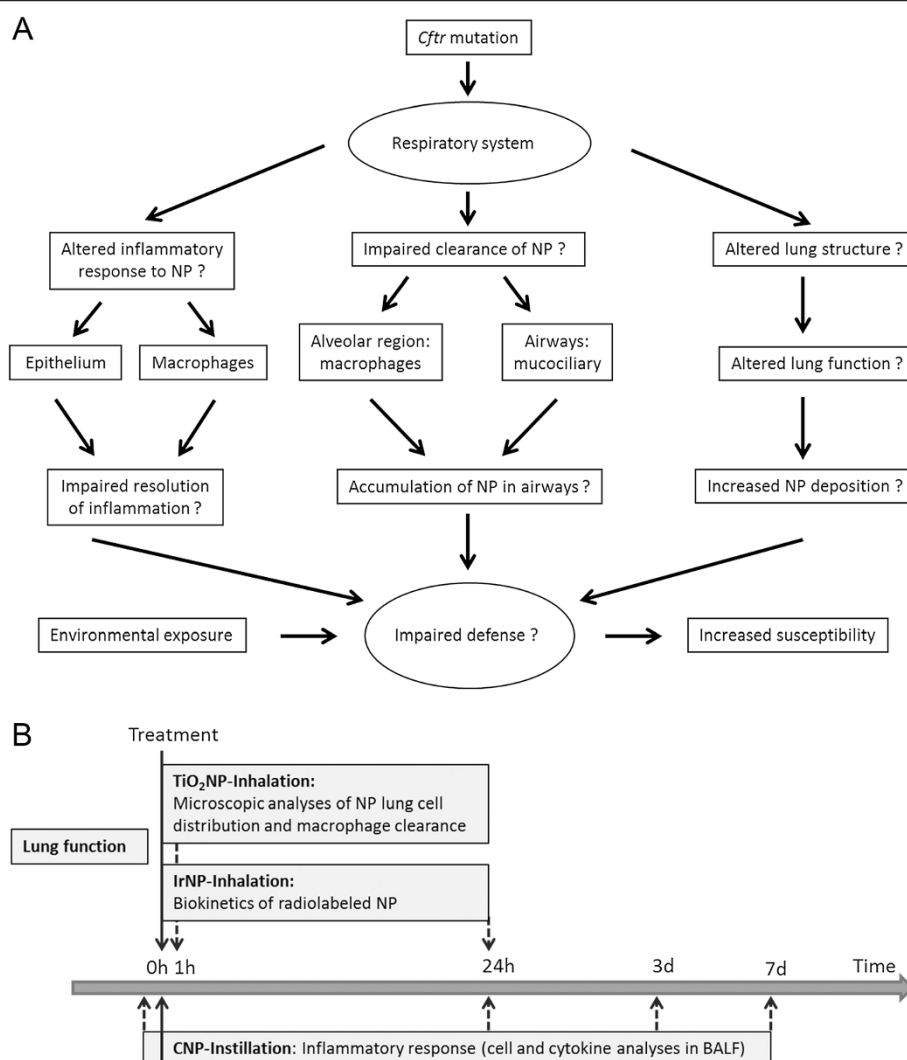 A
Cftr mutation
Respiratory system
Altered inflammatory
response to NP ?
Impaired clearance of NP ?
Altered lung structure ?
Epithelium
Macrophages
Alveolar region:
macrophages
Airways:
mucociliary
Altered lung function ?
Impaired resolution
of inflammation ?
Accumulation of NP in airways ?
Increased NP deposition ?
Environmental exposure
Impaired defense ?
Increased susceptibility
B
Treatment
TiO₂NP-Inhalation:
Microscopic analyses of NP lung cell
distribution and macrophage clearance
Lung function
IrNP-Inhalation:
Biokinetics of radiolabeled NP
0h 1h 24h 3d 7d Time
CNP-Instillation: Inflammatory response (cell and cytokine analyses in BALF)